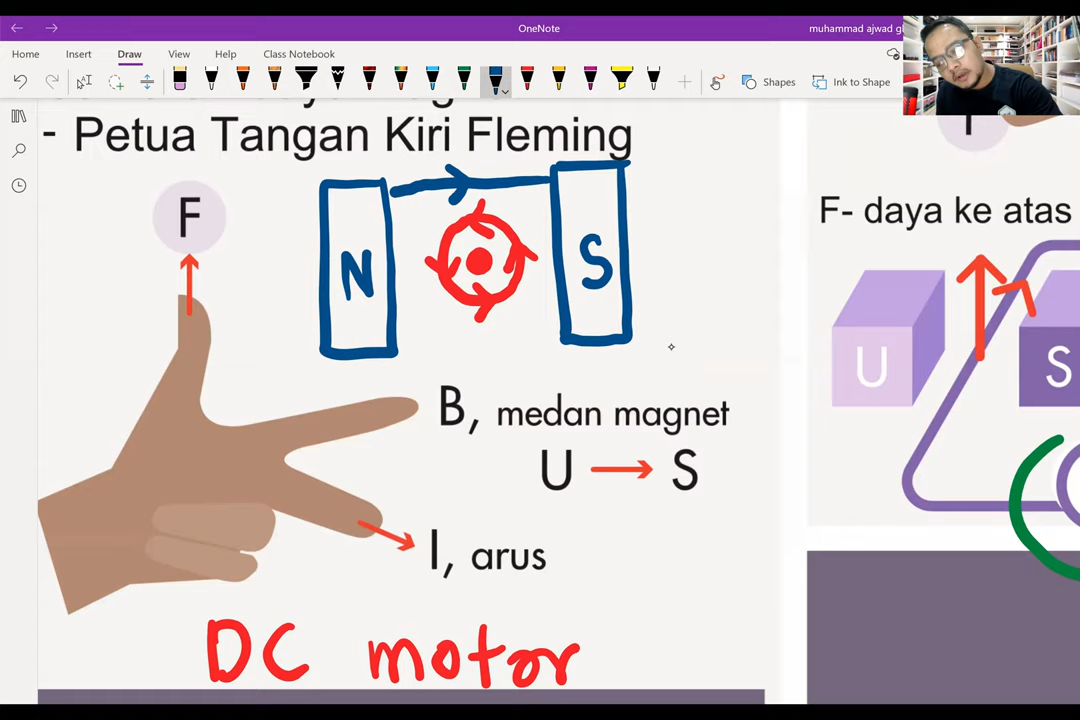 OneNote
muhammad ajwad
Home Insert Draw View Help Class Notebook
Shapes
Ink to Shape
- Petua Tangan Kiri Fleming
F
N
S
F- daya ke atas
U
S
B, medan magnet
U → S
I, arus
DC motor